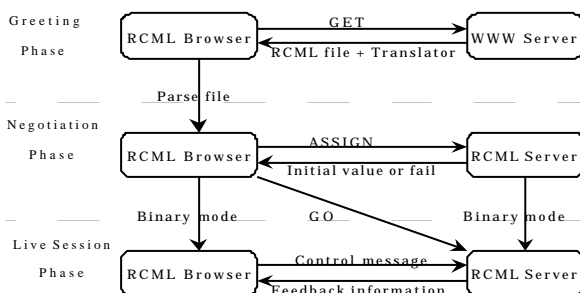 Greeting
Phase
RCML Browser
GET
RCML file + Translator
WWW Server
Parse file
Negotiation
Phase
RCML Browser
ASSIGN
Initial value or fail
RCML Server
Binary mode
GO
Binary mode
Live Session
Phase
RCML Browser
Control message
Feedback information
RCML Server